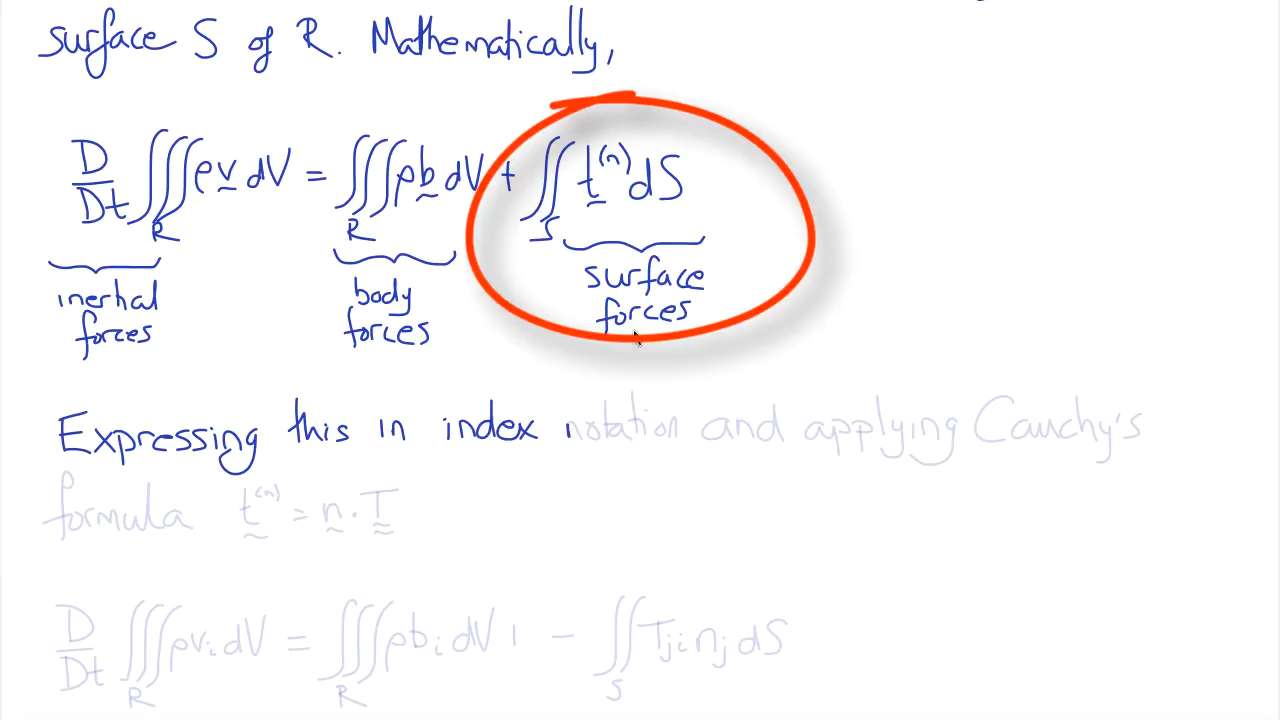 surface S of R. Mathematically,
D/Dt ∭_R ρv dV = ∭_R ρb dV + ∬_S t^(n) dS
inertial forces
body forces
surface forces
Expressing this in index notation and applying Cauchy's
formula t^(n) = n · T
D/Dt ∭_R ρv_i dV = ∭_R ρb_i dV ı − ∬_S T_ji n_j dS